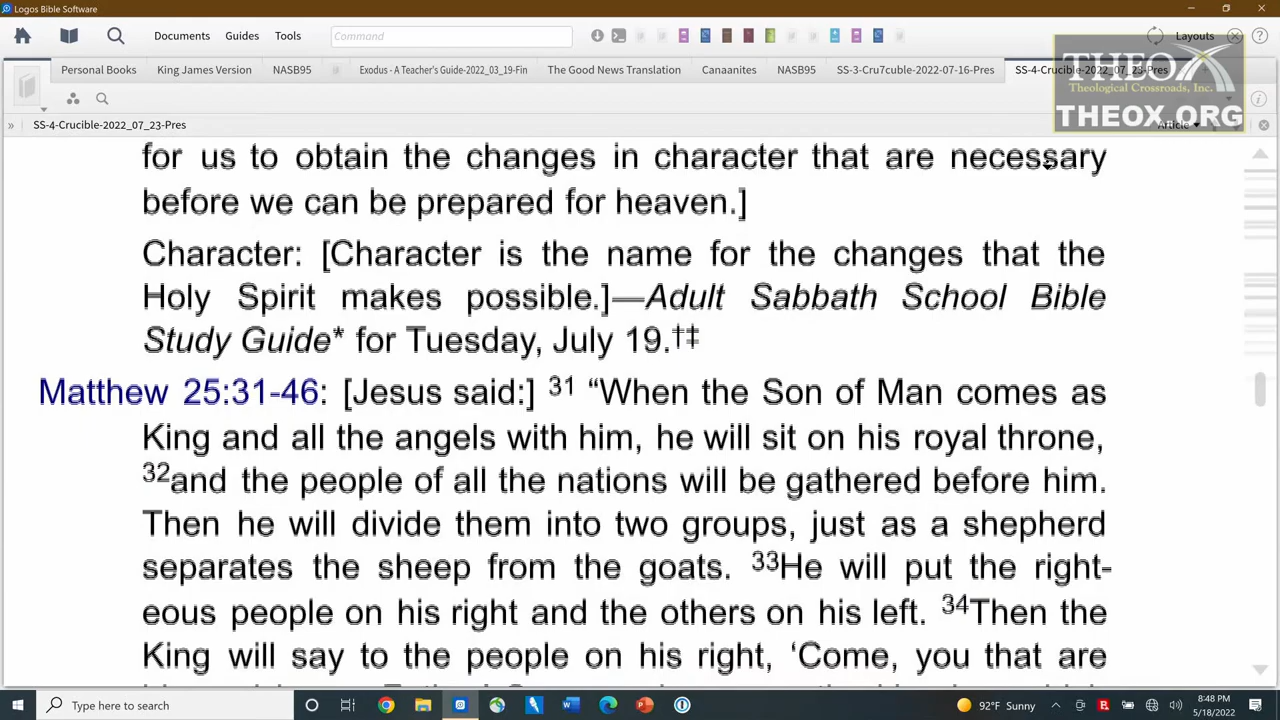 Logos Bible Software
Documents Guides Tools Command Layouts
Personal Books King James Version NASB95 _2022_03_19-Fin The Good News Translation Canaanites NASB95 SS-3-Cru7cuble-2022-07-16-Pres SS-4-Crucible-2022_07_23-Pres
THEOX
Theological Crossroads, Inc.
THEOX.ORG
SS-4-Crucible-2022_07_23-Pres Article
for us to obtain the changes in character that are necessary
before we can be prepared for heaven.]
Character: [Character is the name for the changes that the
Holy Spirit makes possible.]—Adult Sabbath School Bible
Study Guide* for Tuesday, July 19.†‡
Matthew 25:31-46: [Jesus said:] 31 “When the Son of Man comes as
King and all the angels with him, he will sit on his royal throne,
32and the people of all the nations will be gathered before him.
Then he will divide them into two groups, just as a shepherd
separates the sheep from the goats. 33He will put the right-
eous people on his right and the others on his left. 34Then the
King will say to the people on his right, ‘Come, you that are
Type here to search 92°F Sunny 8:48 PM
5/18/2022